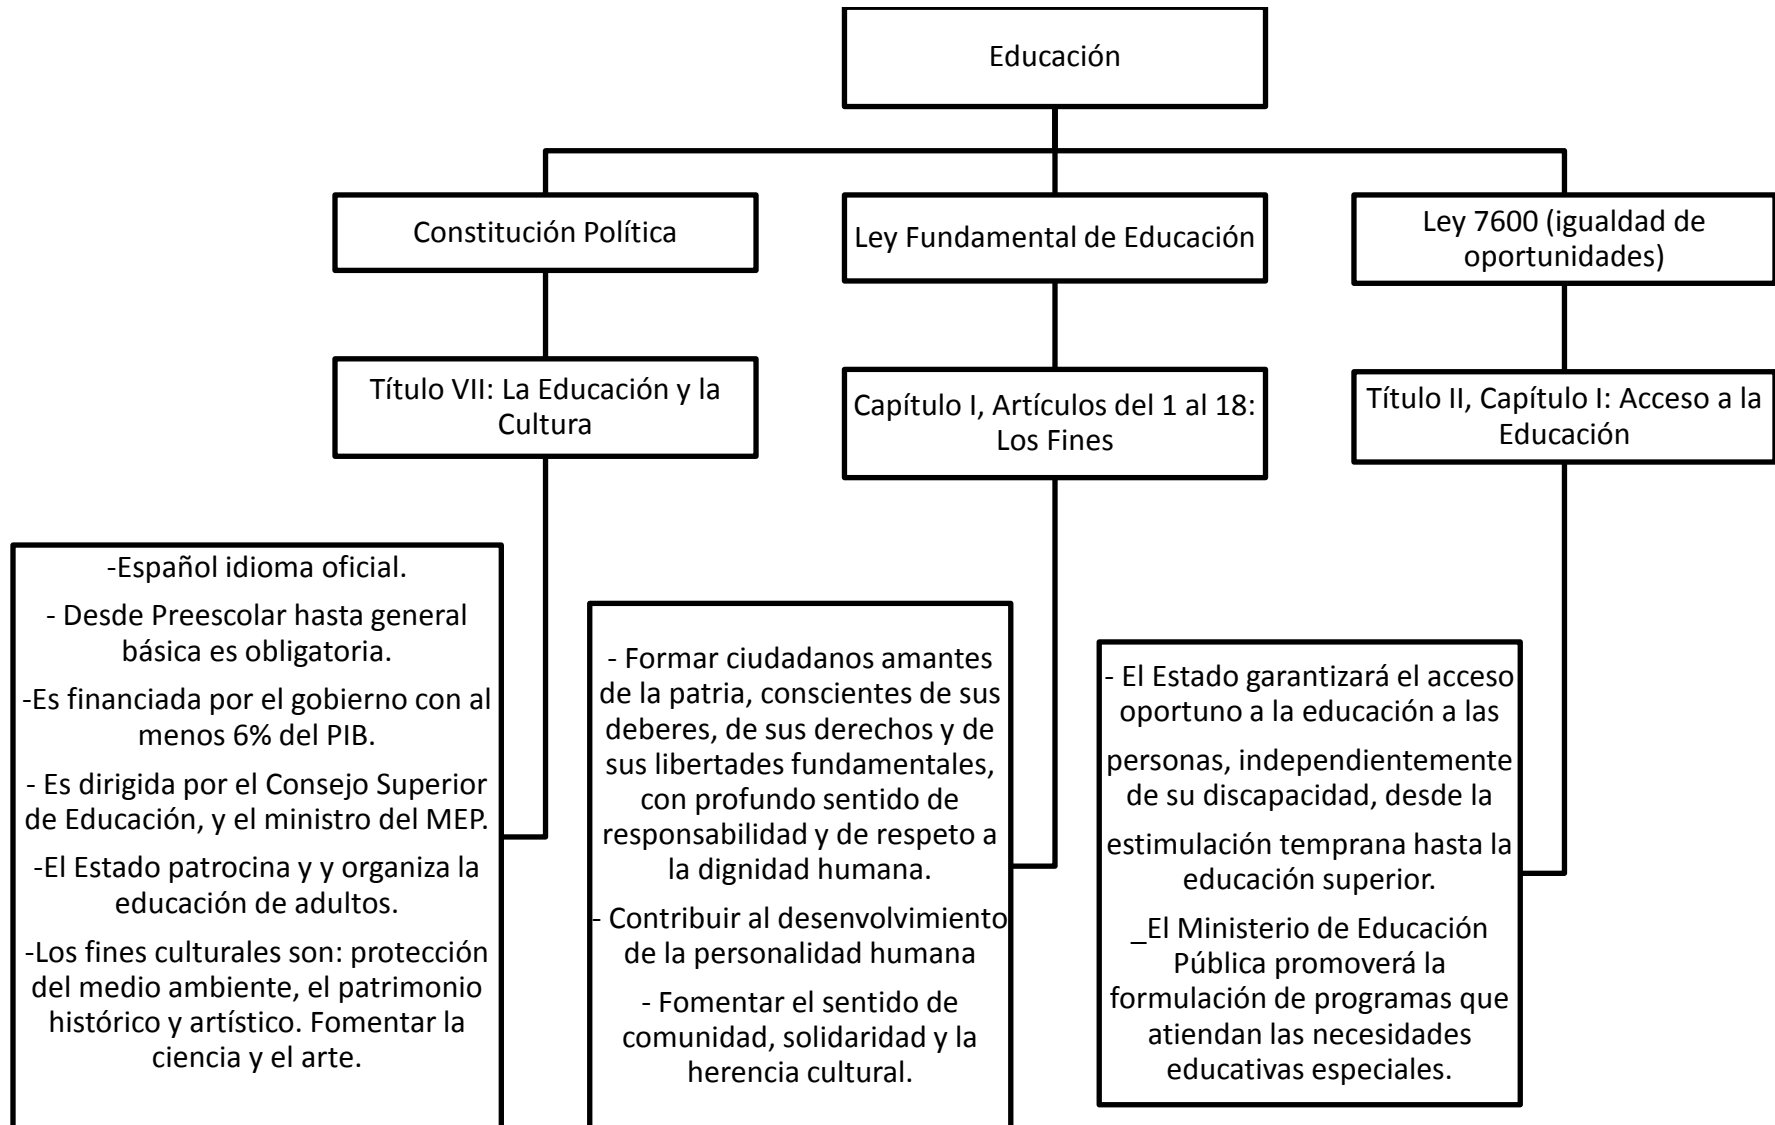 Educación
Constitución Política
Ley Fundamental de Educación
Ley 7600 (igualdad de
oportunidades)
Título VII: La Educación y la
Cultura
Capítulo I, Artículos del 1 al 18:
Los Fines
Título II, Capítulo I: Acceso a la
Educación
-Español idioma oficial.
- Desde Preescolar hasta general
básica es obligatoria.
-Es financiada por el gobierno con al
menos 6% del PIB.
- Es dirigida por el Consejo Superior
de Educación, y el ministro del MEP.
-El Estado patrocina y y organiza la
educación de adultos.
-Los fines culturales son: protección
del medio ambiente, el patrimonio
histórico y artístico. Fomentar la
ciencia y el arte.
- Formar ciudadanos amantes
de la patria, conscientes de sus
deberes, de sus derechos y de
sus libertades fundamentales,
con profundo sentido de
responsabilidad y de respeto a
la dignidad humana.
- Contribuir al desenvolvimiento
de la personalidad humana
- Fomentar el sentido de
comunidad, solidaridad y la
herencia cultural.
- El Estado garantizará el acceso
oportuno a la educación a las
personas, independientemente
de su discapacidad, desde la
estimulación temprana hasta la
educación superior.
_El Ministerio de Educación
Pública promoverá la
formulación de programas que
atiendan las necesidades
educativas especiales.